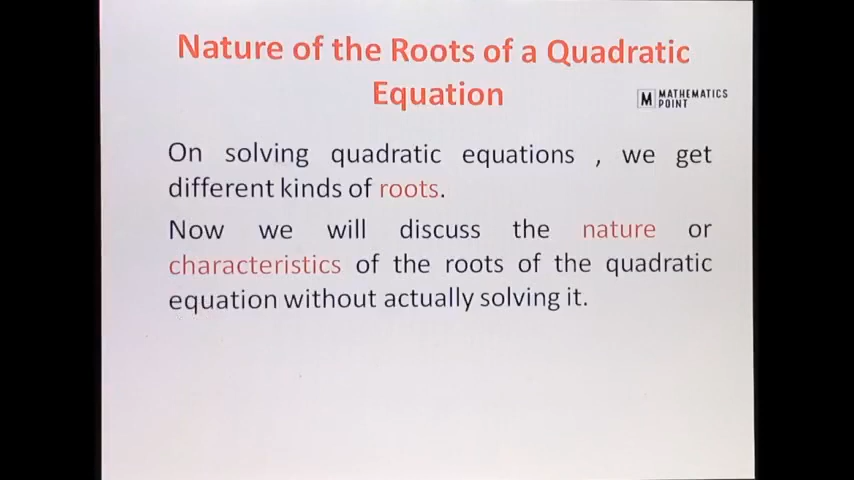 Nature of the Roots of a Quadratic
Equation
M MATHEMATICS
POINT
On solving quadratic equations , we get
different kinds of roots.
Now we will discuss the nature or
characteristics of the roots of the quadratic
equation without actually solving it.